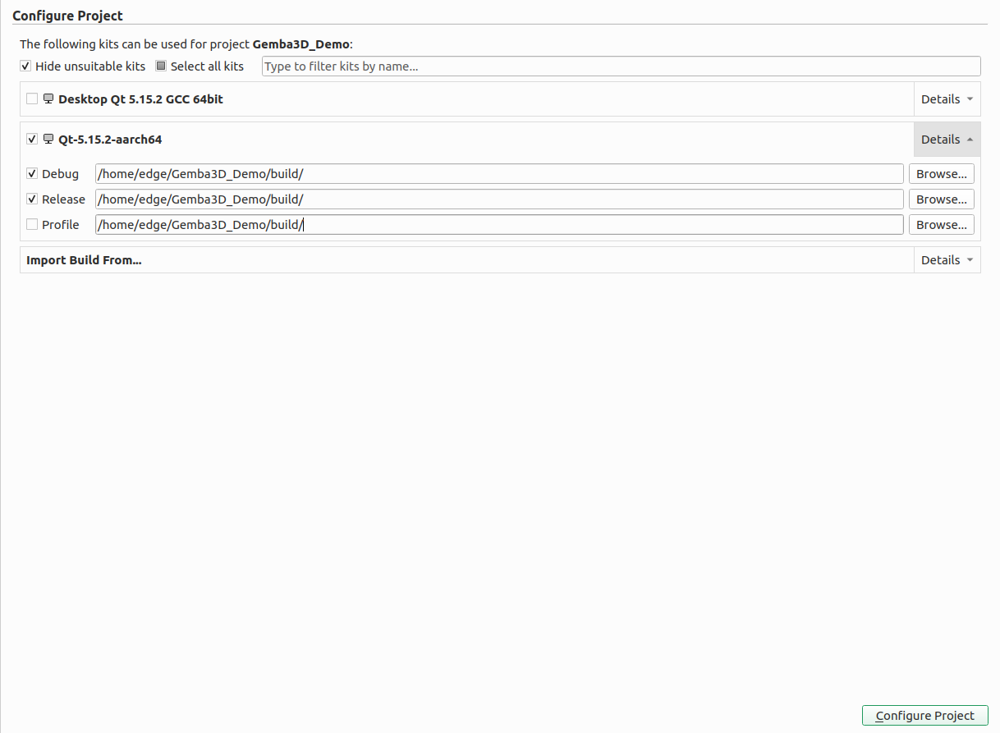 Configure Project
The following kits can be used for project Gemba3D_Demo:
Hide unsuitable kits Select all kits Type to filter kits by name...
Desktop Qt 5.15.2 GCC 64bit Details
Qt-5.15.2-aarch64 Details
Debug /home/edge/Gemba3D_Demo/build/ Browse...
Release /home/edge/Gemba3D_Demo/build/ Browse...
Profile /home/edge/Gemba3D_Demo/build/ Browse...
Import Build From... Details
Configure Project